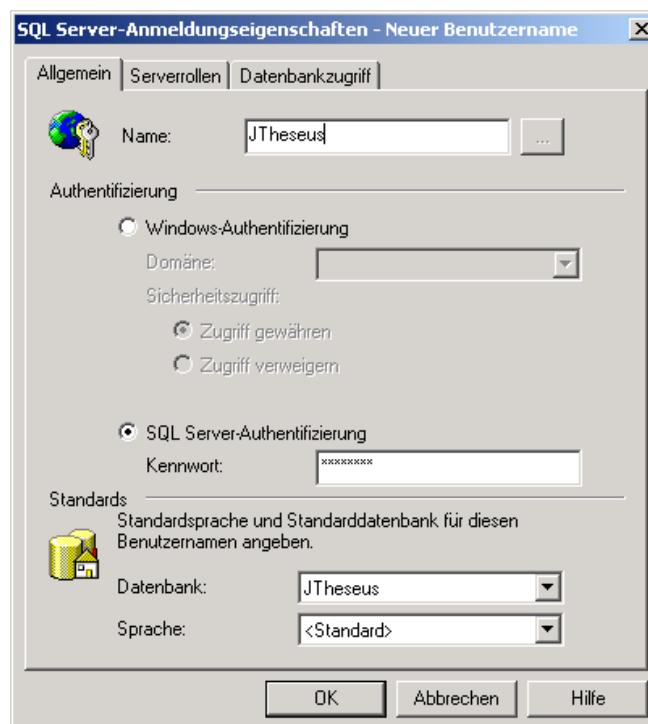 SQL Server-Anmeldungseigenschaften - Neuer Benutzername
Allgemein Serverrollen Datenbankzugriff
Name: JTheseus ...
Authentifizierung
Windows-Authentifizierung
Domäne:
Sicherheitszugriff:
Zugriff gewähren
Zugriff verweigern
SQL Server-Authentifizierung
Kennwort: ********
Standards
Standardsprache und Standarddatenbank für diesen
Benutzernamen angeben.
Datenbank: JTheseus
Sprache: <Standard>
OK Abbrechen Hilfe